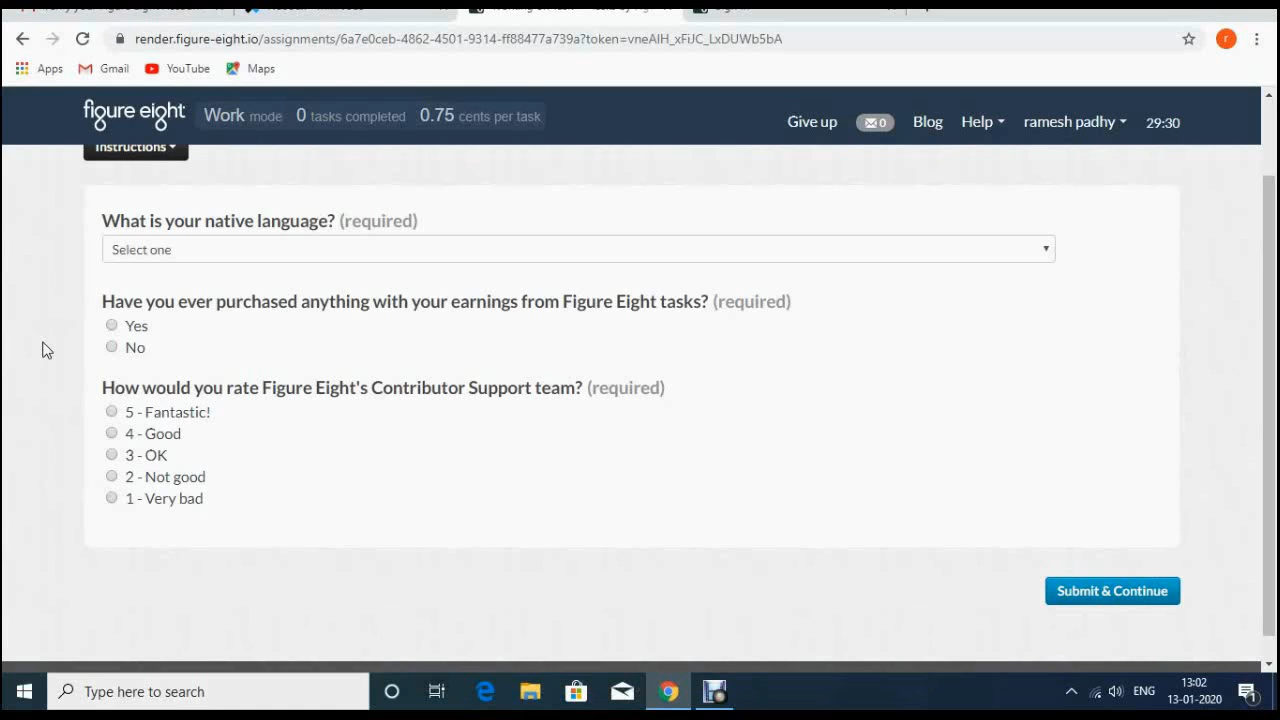 render.figure-eight.io/assignments/6a7e0ceb-4862-4501-9314-ff88477a739a?token=vneAlH_xFiJC_LxDUWb5bA
r
Apps Gmail YouTube Maps
figure eight Work mode 0 tasks completed 0.75 cents per task Give up 0 Blog Help ramesh padhy 29:30
Instructions
What is your native language? (required)
Select one
Have you ever purchased anything with your earnings from Figure Eight tasks? (required)
Yes
No
How would you rate Figure Eight's Contributor Support team? (required)
5 - Fantastic!
4 - Good
3 - OK
2 - Not good
1 - Very bad
Submit & Continue
Type here to search
ENG
13:02
13-01-2020
1